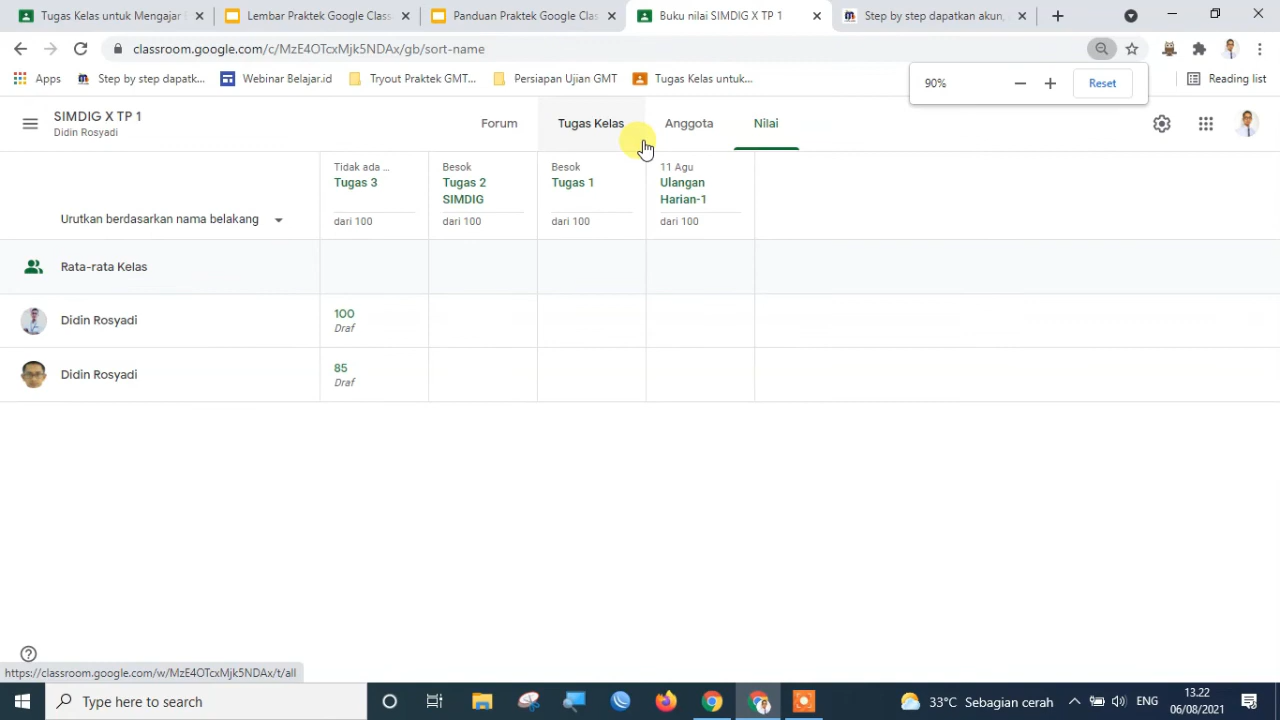 Tugas Kelas untuk Mengajar
Lembar Praktek Google C
Panduan Praktek Google Clas
Buku nilai SIMDIG X TP 1
Step by step dapatkan akun,
classroom.google.com/c/MzE4OTcxMjk5NDAx/gb/sort-name
Apps
Step by step dapatk...
Webinar Belajar.id
Tryout Praktek GMT...
Persiapan Ujian GMT
Tugas Kelas untuk...
Reading list
90%
Reset
SIMDIG X TP 1
Didin Rosyadi
Forum
Tugas Kelas
Anggota
Nilai
Urutkan berdasarkan nama belakang
Tidak ada ...
Tugas 3
dari 100
Besok
Tugas 2
SIMDIG
dari 100
Besok
Tugas 1
dari 100
11 Agu
Ulangan
Harian-1
dari 100
Rata-rata Kelas
Didin Rosyadi
100
Draf
Didin Rosyadi
85
Draf
https://classroom.google.com/w/MzE4OTcxMjk5NDAx/t/all
Type here to search
33°C Sebagian cerah
ENG
13.22
06/08/2021